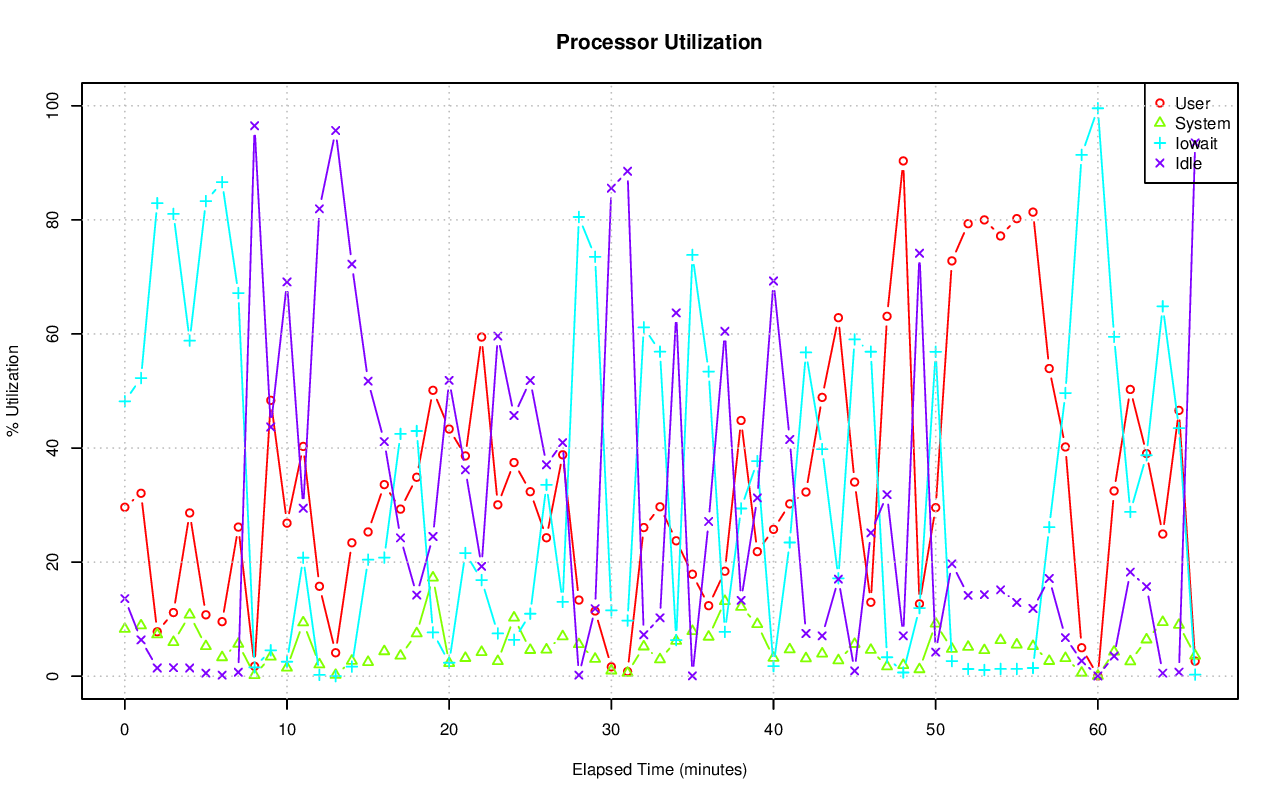 Processor Utilization
% Utilization
100
80
60
40
20
0
User
System
Iowait
Idle
0 10 20 30 40 50 60
Elapsed Time (minutes)